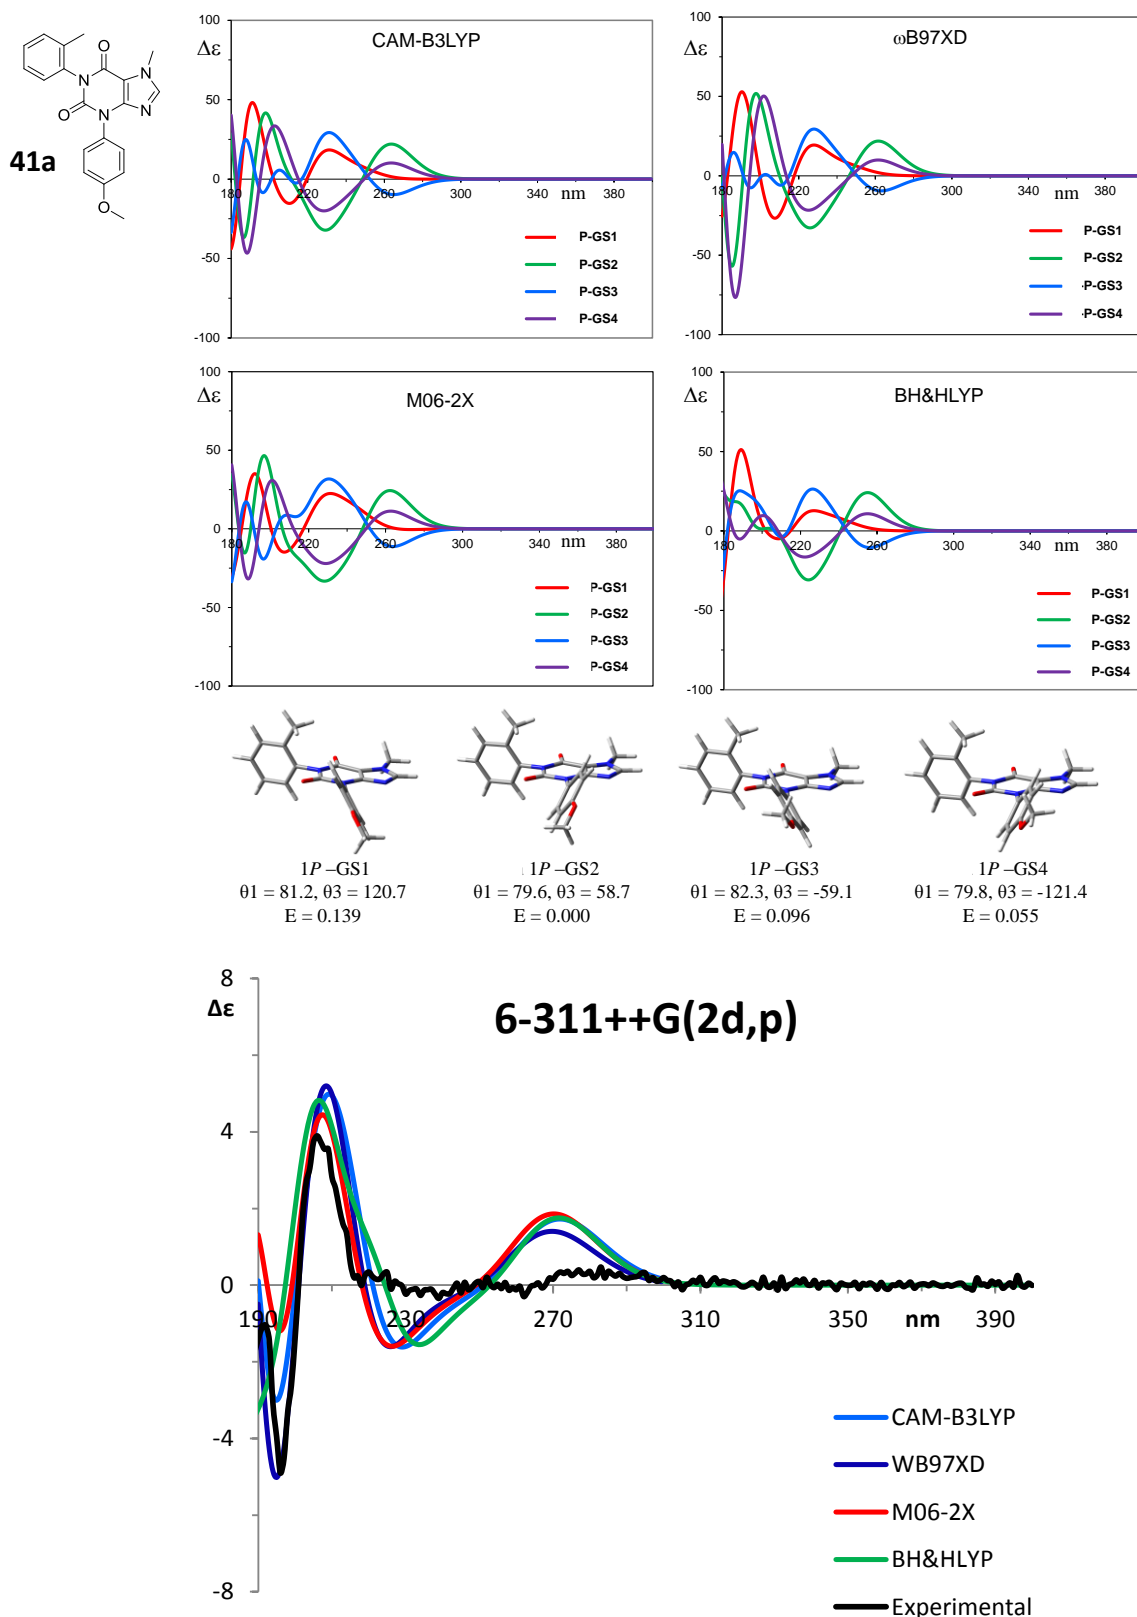 41a
N
N
N
N
O
O
O
CAM-B3LYP
Δε
100
50
0
-50
-100
180
220
260
300
340
380
nm
P-GS1
P-GS2
P-GS3
P-GS4
ωB97XD
Δε
100
50
0
-50
-100
180
220
260
300
340
380
nm
P-GS1
P-GS2
P-GS3
P-GS4
M06-2X
Δε
100
50
0
-50
-100
180
220
260
300
340
380
nm
P-GS1
P-GS2
P-GS3
P-GS4
BH&HLYP
Δε
100
50
0
-50
-100
180
220
260
300
340
380
nm
P-GS1
P-GS2
P-GS3
P-GS4
1P –GS1
θ1 = 81.2, θ3 = 120.7
E = 0.139
1P –GS2
θ1 = 79.6, θ3 = 58.7
E = 0.000
1P –GS3
θ1 = 82.3, θ3 = -59.1
E = 0.096
1P –GS4
θ1 = 79.8, θ3 = -121.4
E = 0.055
6-311++G(2d,p)
Δε
8
4
0
-4
-8
190
230
270
310
350
nm
390
CAM-B3LYP
WB97XD
M06-2X
BH&HLYP
Experimental